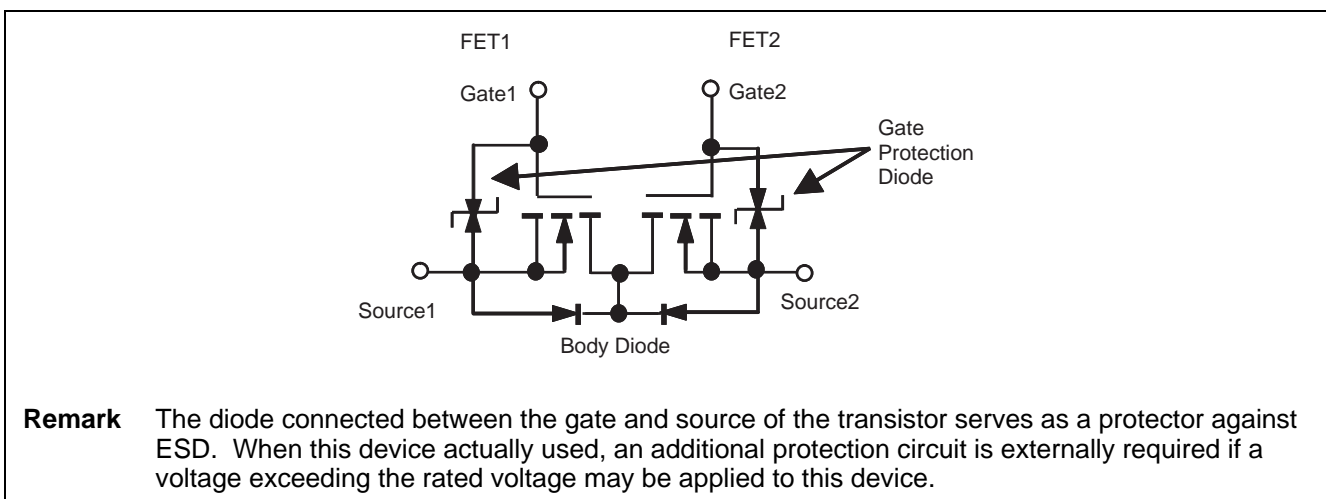 FET1 FET2
Gate1 Gate2
Gate
Protection
Diode
Source1 Source2
Body Diode
Remark The diode connected between the gate and source of the transistor serves as a protector against
ESD. When this device actually used, an additional protection circuit is externally required if a
voltage exceeding the rated voltage may be applied to this device.